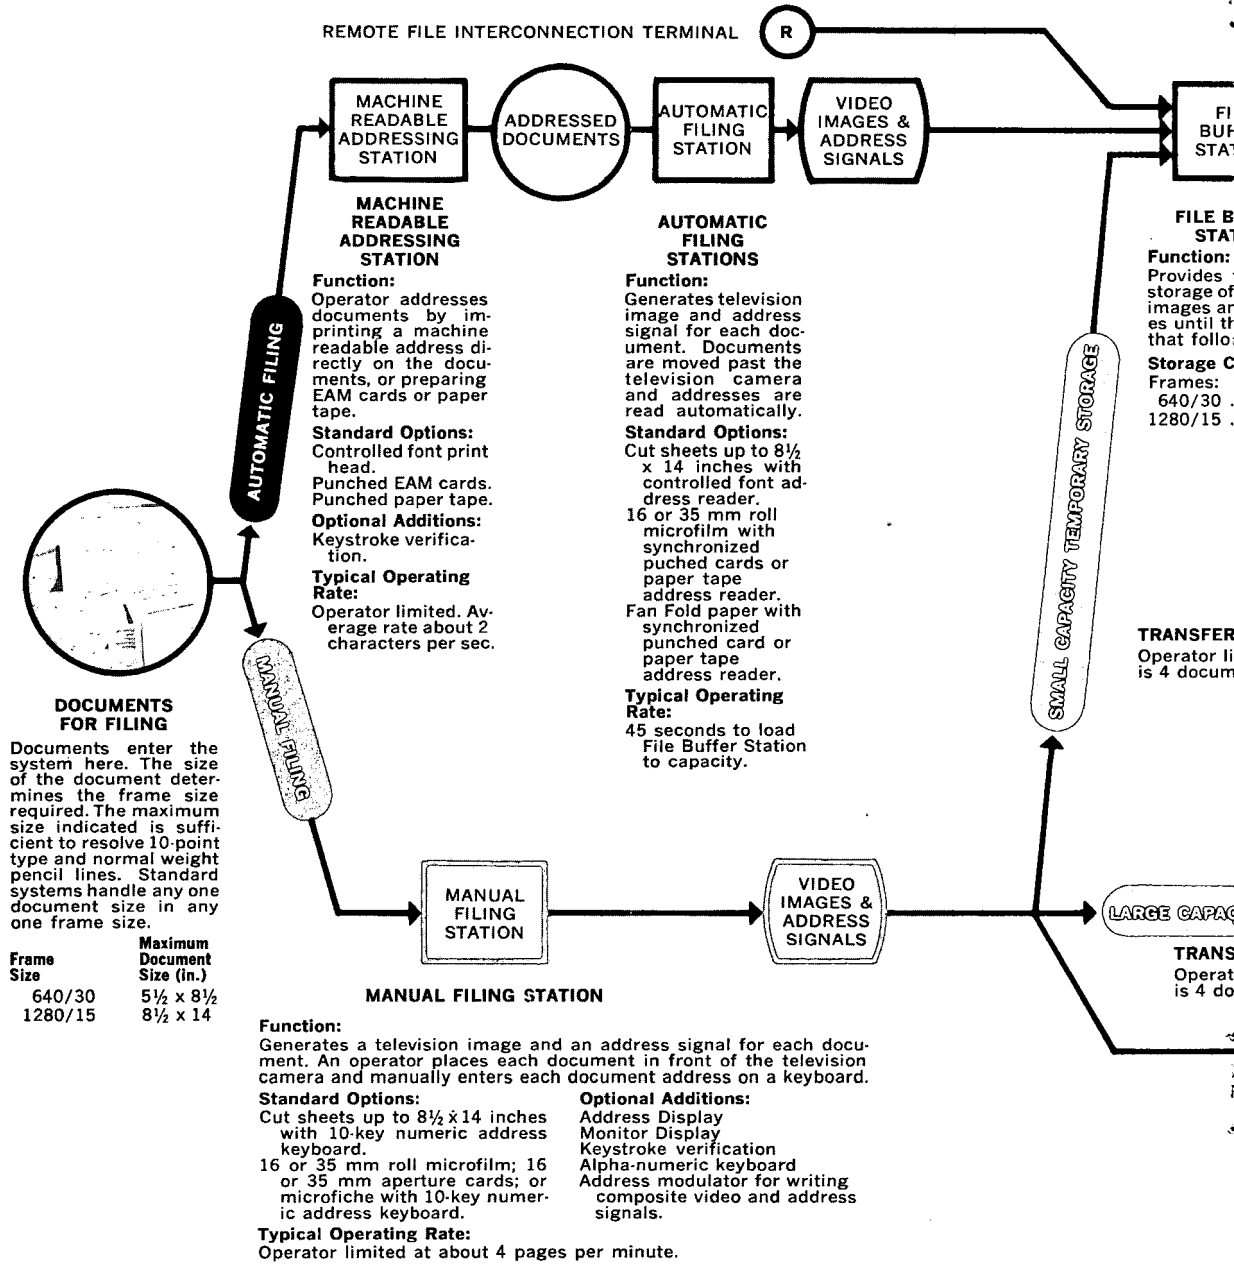 REMOTE FILE INTERCONNECTION TERMINAL
R
MACHINE
READABLE
ADDRESSING
STATION
ADDRESSED
DOCUMENTS
AUTOMATIC
FILING
STATION
VIDEO
IMAGES &
ADDRESS
SIGNALS
MACHINE
READABLE
ADDRESSING
STATION
Function:
Operator addresses
documents by im-
printing a machine
readable address di-
rectly on the docu-
ments, or preparing
EAM cards or paper
tape.
Standard Options:
Controlled font print
head.
Punched EAM cards.
Punched paper tape.
Optional Additions:
Keystroke verifica-
tion.
Typical Operating
Rate:
Operator limited. Av-
erage rate about 2
characters per sec.
AUTOMATIC
FILING
STATIONS
Function:
Generates television
image and address
signal for each doc-
ument. Documents
are moved past the
television camera
and addresses are
read automatically.
Standard Options:
Cut sheets up to 8½
x 14 inches with
controlled font ad-
dress reader.
16 or 35 mm roll
microfilm with
synchronized
puched cards or
paper tape
address reader.
Fan Fold paper with
synchronized
punched card or
paper tape
address reader.
Typical Operating
Rate:
45 seconds to load
File Buffer Station
to capacity.
FILE B
STAT
Function:
Provides
storage of
images an
es until th
that follo
Storage C
Frames:
640/30 .
1280/15 .
AUTOMATIC FILING
MANUAL FILING
SMALL CAPACITY TEMPORARY STORAGE
TRANSFER
Operator li
is 4 docum
DOCUMENTS
FOR FILING
Documents enter the
system here. The size
of the document deter-
mines the frame size
required. The maximum
size indicated is suffi-
cient to resolve 10-point
type and normal weight
pencil lines. Standard
systems handle any one
document size in any
one frame size.
Frame Size
Maximum Document Size (in.)
640/30 5½ x 8½
1280/15 8½ x 14
MANUAL
FILING
STATION
VIDEO
IMAGES &
ADDRESS
SIGNALS
LARGE CAPAC
TRANS
Operat
is 4 do
MANUAL FILING STATION
Function:
Generates a television image and an address signal for each docu-
ment. An operator places each document in front of the television
camera and manually enters each document address on a keyboard.
Standard Options:
Cut sheets up to 8½ x 14 inches
with 10-key numeric address
keyboard.
16 or 35 mm roll microfilm; 16
or 35 mm aperture cards; or
microfiche with 10-key numer-
ic address keyboard.
Optional Additions:
Address Display
Monitor Display
Keystroke verification
Alpha-numeric keyboard
Address modulator for writing
composite video and address
signals.
Typical Operating Rate:
Operator limited at about 4 pages per minute.